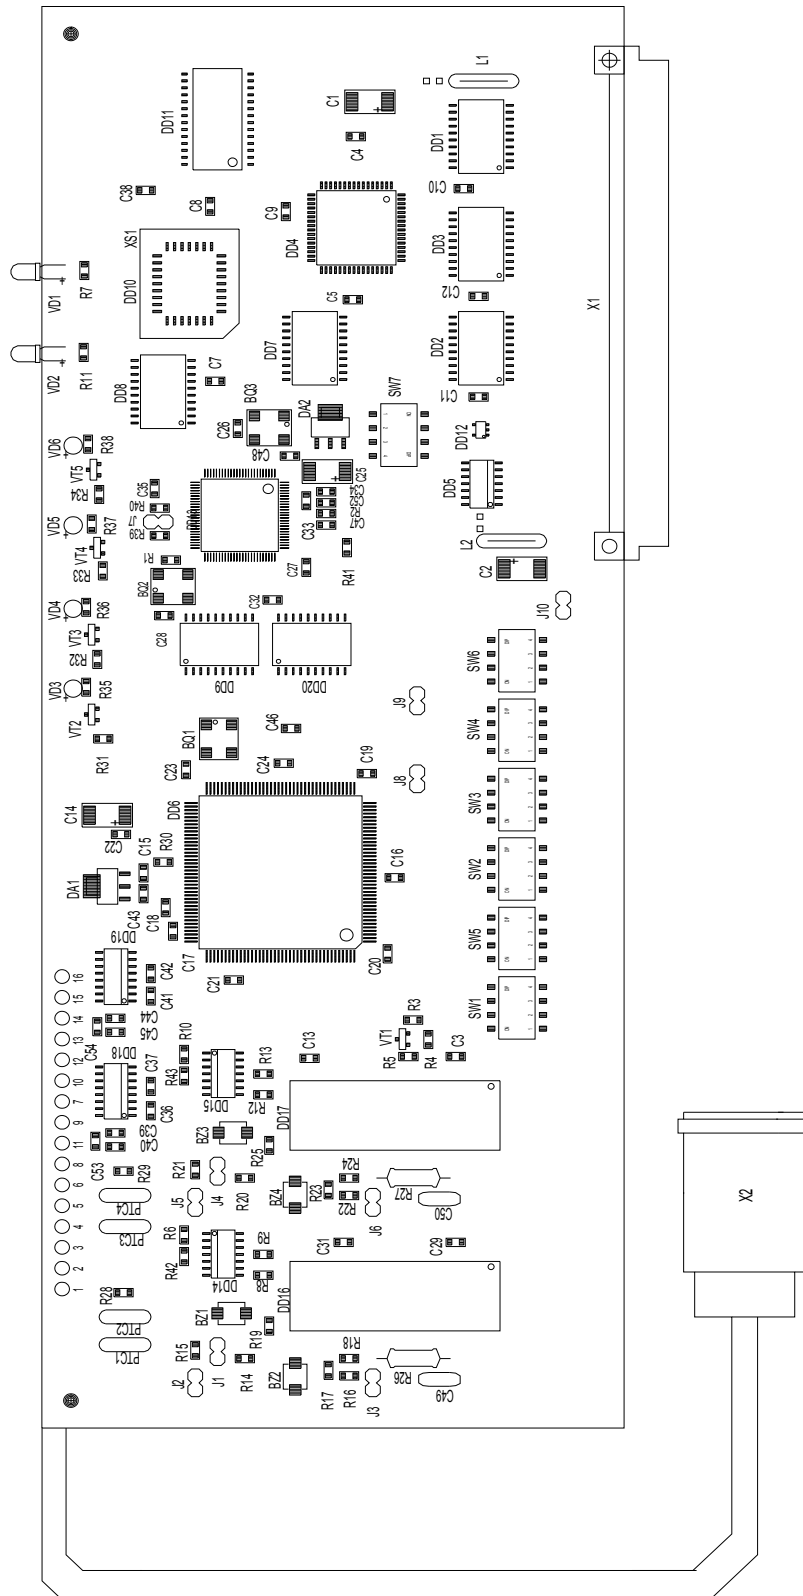 L1
C1
DD11
DD1
C4
C10
C38
C8
C9
XS1
DD4
DD3
VD1
R7
DD10
C5
C12
X1
VD2
R11
DD8
C7
DD7
DD2
BQ3
SW7
DA2
C11
C26
DD12
VD6
R38
VT5
C48
C25
DD5
R34
C35
R40
C34
C52
R2
C47
J7
R39
C33
VD5
R37
VT4
R1
L2
R33
BQ2
C27
R41
C2
C32
J10
VD4
R36
VT3
C28
R32
SW6
DD9
DD20
VD3
R35
J9
VT2
BQ1
C46
SW4
R31
C23
C24
C19
J8
C14
DD6
SW3
C22
C15
R30
C16
SW2
DA1
C43
C18
DD19
C17
SW5
C20
C21
16
C42
15
C41
SW1
14
C44
C45
R3
13
C54
DD18
R10
C13
VT1
12
R5
R4
C3
10
C37
R43
R13
7
C36
DD15
R12
DD17
9
C39
BZ3
11
C40
R25
8
C53
R29
R21
R24
6
J4
R20
BZ4
R23
R27
5
PTC4
J5
R22
J6
C50
X2
4
PTC3
R6
3
R42
R9
C31
C29
2
DD14
R8
1
R28
DD16
PTC2
BZ1
R19
PTC1
R15
R18
J2
J1
R14
BZ2
R17
R16
J3
R26
C49